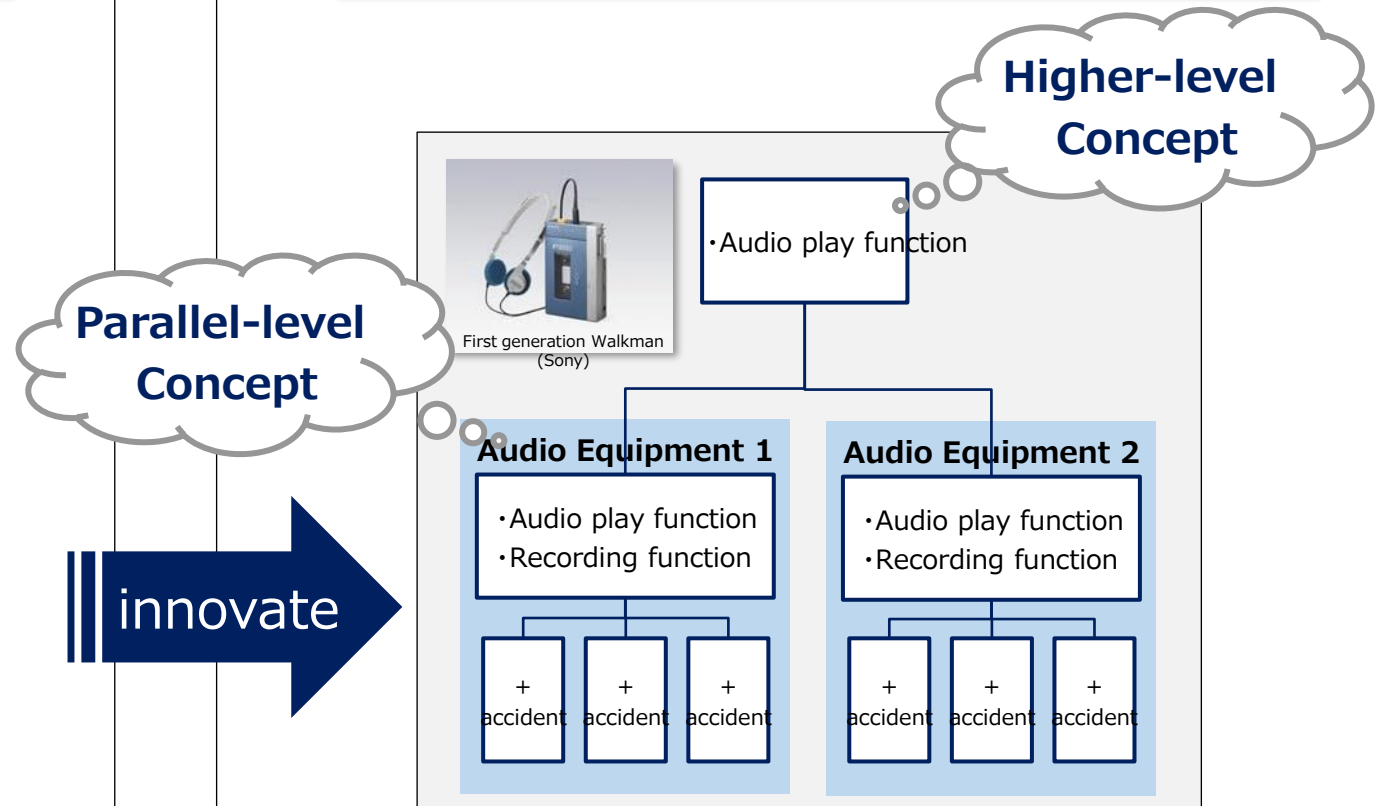 Higher-level
Concept
・Audio play function
First generation Walkman
(Sony)
Parallel-level
Concept
Audio Equipment 1
・Audio play function
・Recording function
+
accident
+
accident
+
accident
Audio Equipment 2
・Audio play function
・Recording function
+
accident
+
accident
+
accident
innovate